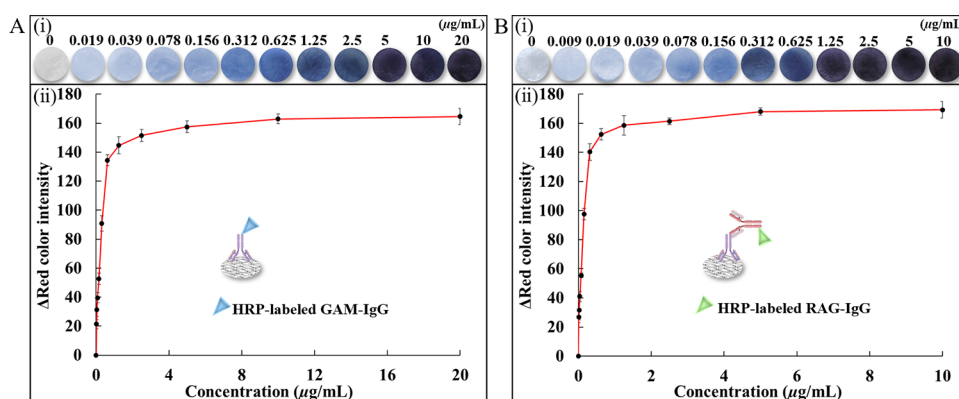 A
(i)
(μg/mL)
0 0.019 0.039 0.078 0.156 0.312 0.625 1.25 2.5 5 10 20
(ii)
180
160
140
120
100
80
60
40
20
0
ΔRed color intensity
HRP-labeled GAM-IgG
0 4 8 12 16 20
Concentration (μg/mL)
B
(i)
(μg/mL)
0 0.009 0.019 0.039 0.078 0.156 0.312 0.625 1.25 2.5 5 10
(ii)
180
160
140
120
100
80
60
40
20
0
ΔRed color intensity
HRP-labeled RAG-IgG
0 2 4 6 8 10
Concentration (μg/mL)